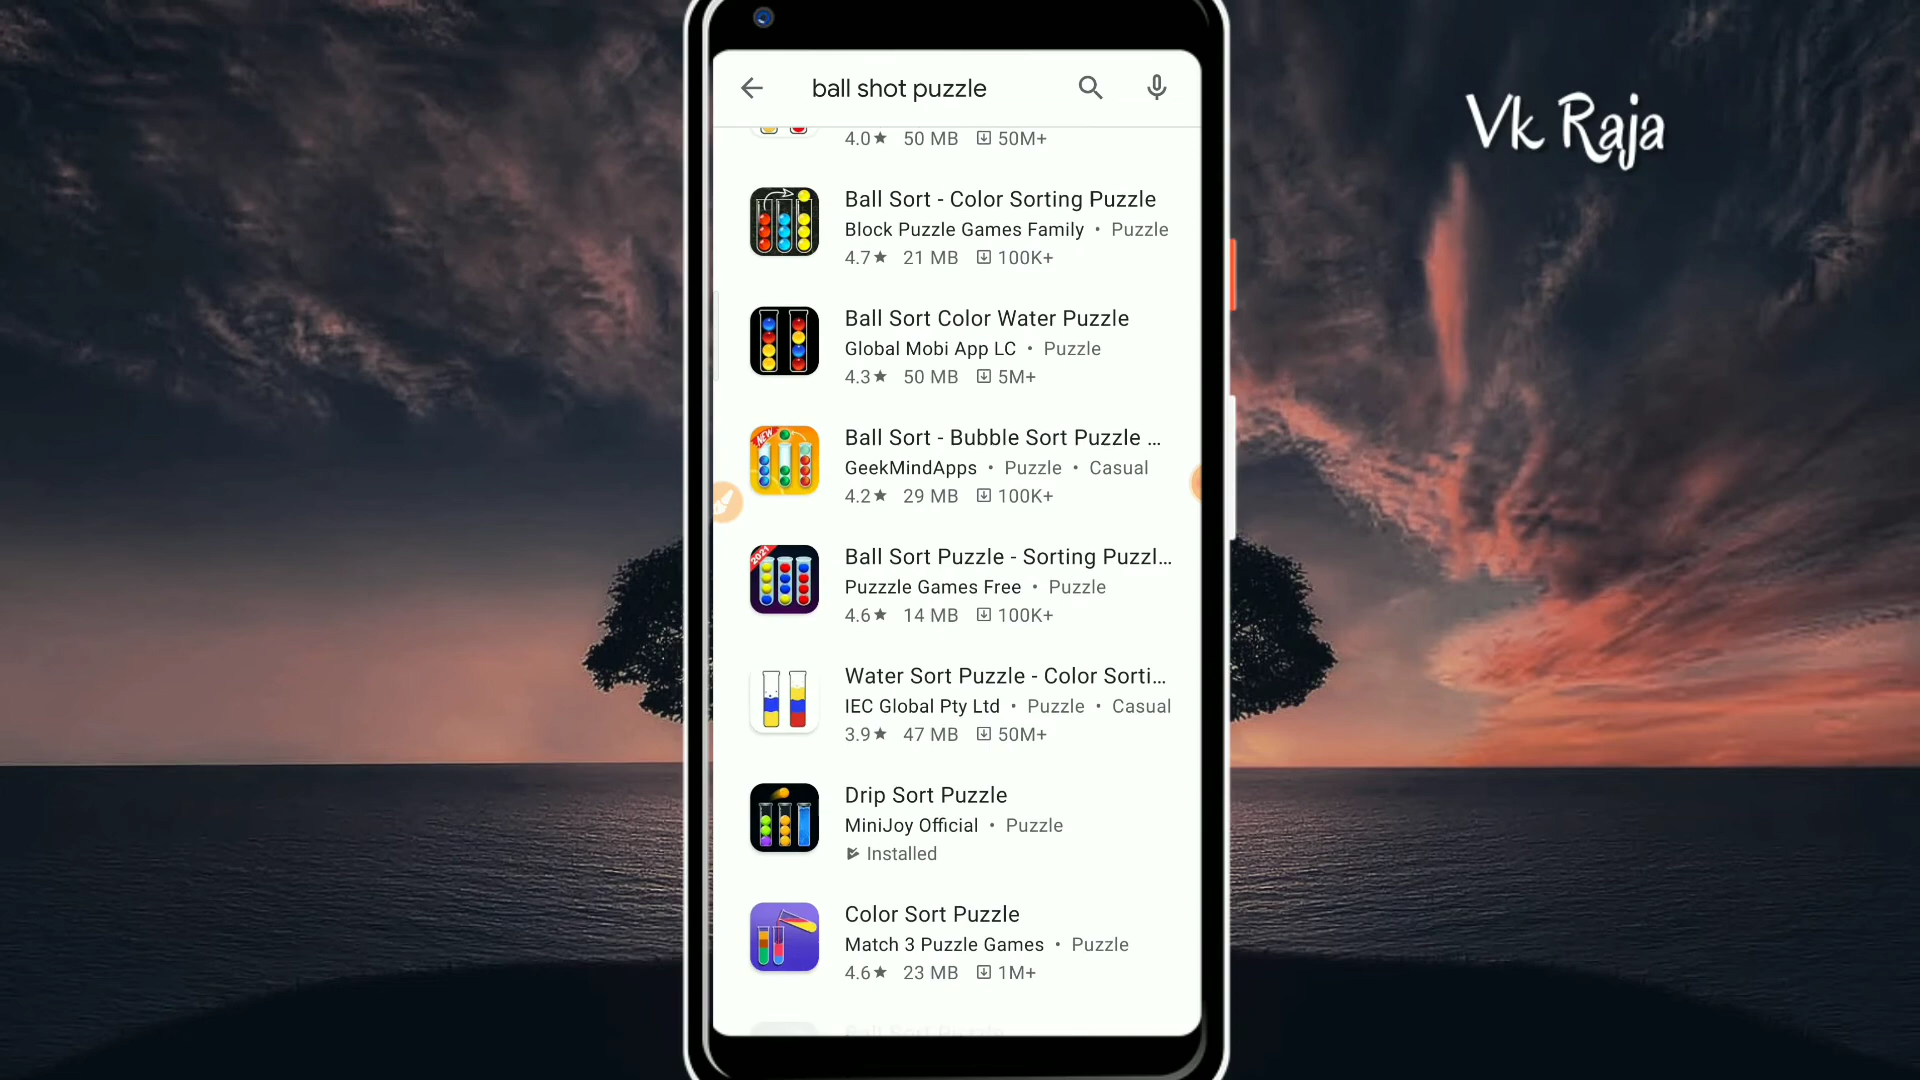 ball shot puzzle
Vk Raja
4.0★ 50 MB 50M+
Ball Sort - Color Sorting Puzzle
Block Puzzle Games Family • Puzzle
4.7★ 21 MB 100K+
Ball Sort Color Water Puzzle
Global Mobi App LC • Puzzle
4.3★ 50 MB 5M+
NEW
Ball Sort - Bubble Sort Puzzle ...
GeekMindApps • Puzzle • Casual
4.2★ 29 MB 100K+
2021
Ball Sort Puzzle - Sorting Puzzl...
Puzzzle Games Free • Puzzle
4.6★ 14 MB 100K+
Water Sort Puzzle - Color Sorti...
IEC Global Pty Ltd • Puzzle • Casual
3.9★ 47 MB 50M+
Drip Sort Puzzle
MiniJoy Official • Puzzle
Installed
Color Sort Puzzle
Match 3 Puzzle Games • Puzzle
4.6★ 23 MB 1M+
Ball Sort Puzzle